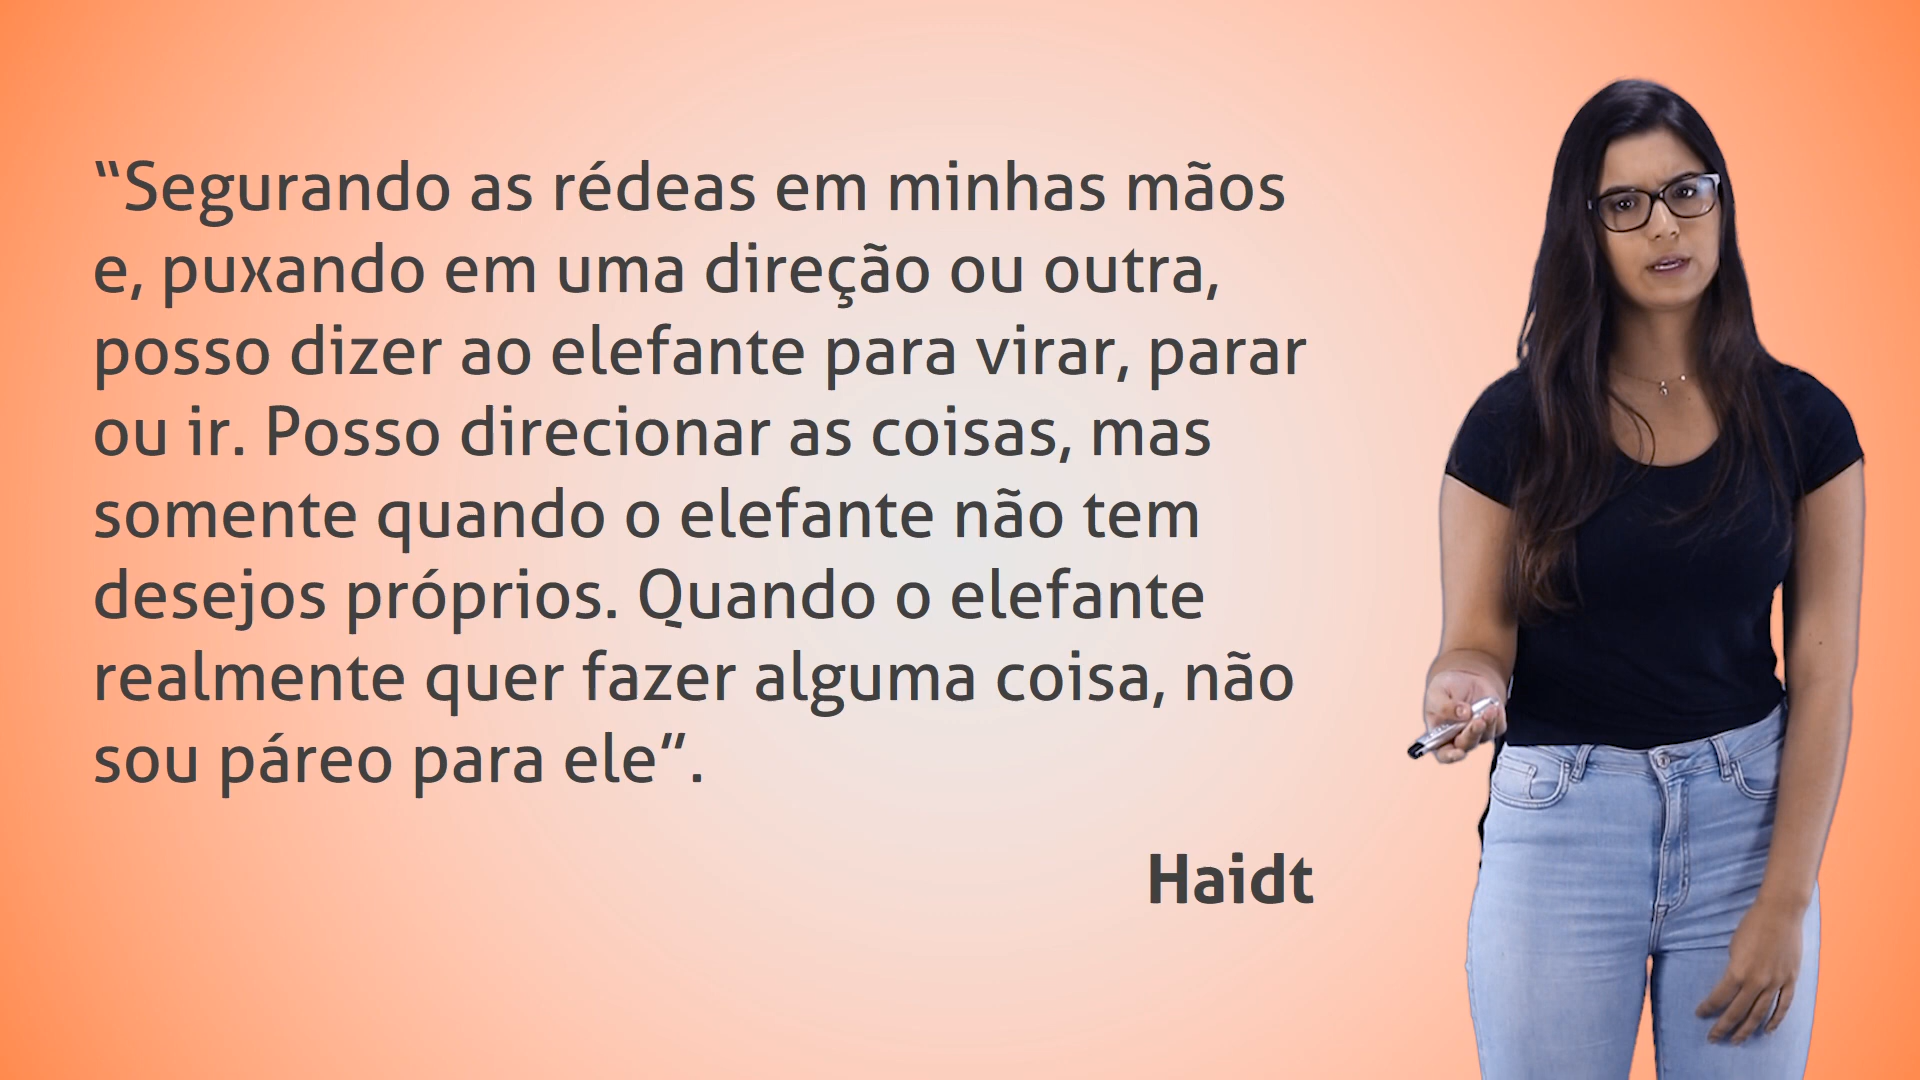 “Segurando as rédeas em minhas mãos
e, puxando em uma direção ou outra,
posso dizer ao elefante para virar, parar
ou ir. Posso direcionar as coisas, mas
somente quando o elefante não tem
desejos próprios. Quando o elefante
realmente quer fazer alguma coisa, não
sou páreo para ele”.
Haidt